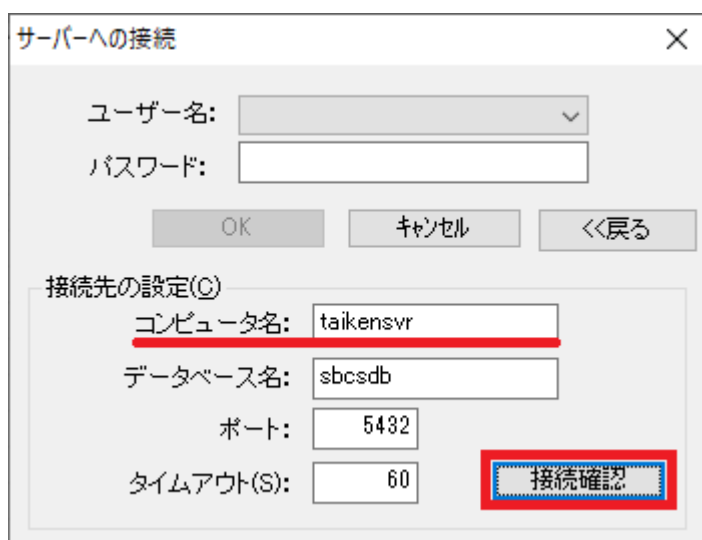 サーバーへの接続
ユーザー名:
パスワード:
OK キャンセル <<戻る
接続先の設定(C)
コンピュータ名: taikensvr
データベース名: sbcsdb
ポート: 5432
タイムアウト(S): 60 接続確認